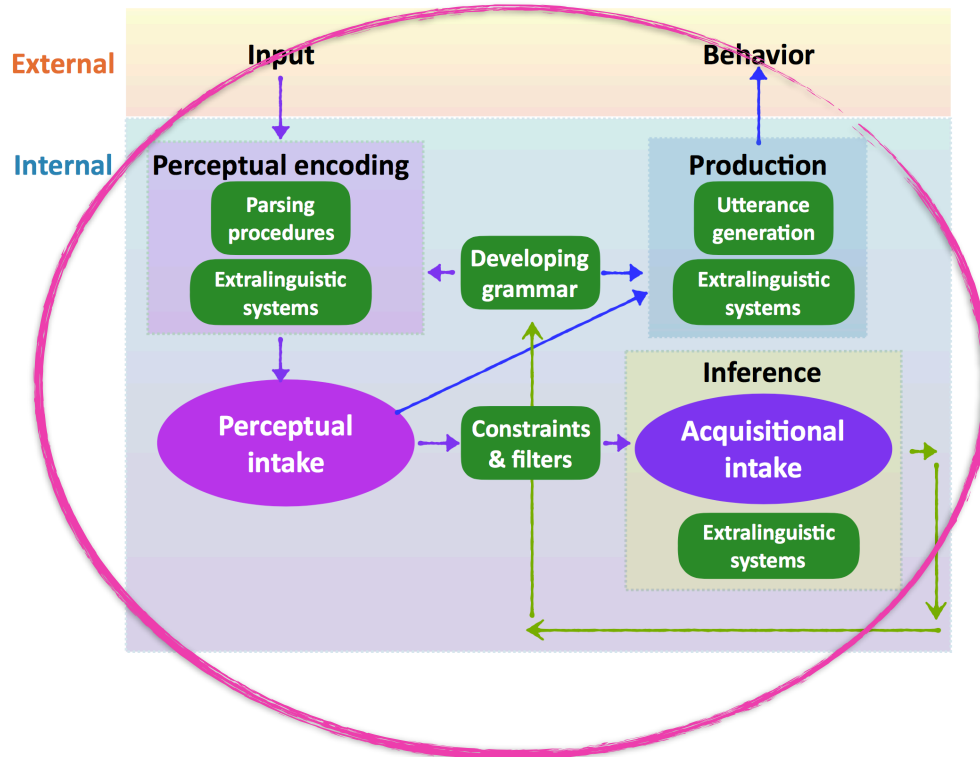 External
Input
Behavior
Internal
Perceptual encoding
Parsing
procedures
Extralinguistic
systems
Developing
grammar
Production
Utterance
generation
Extralinguistic
systems
Perceptual
intake
Constraints
& filters
Inference
Acquisitional
intake
Extralinguistic
systems